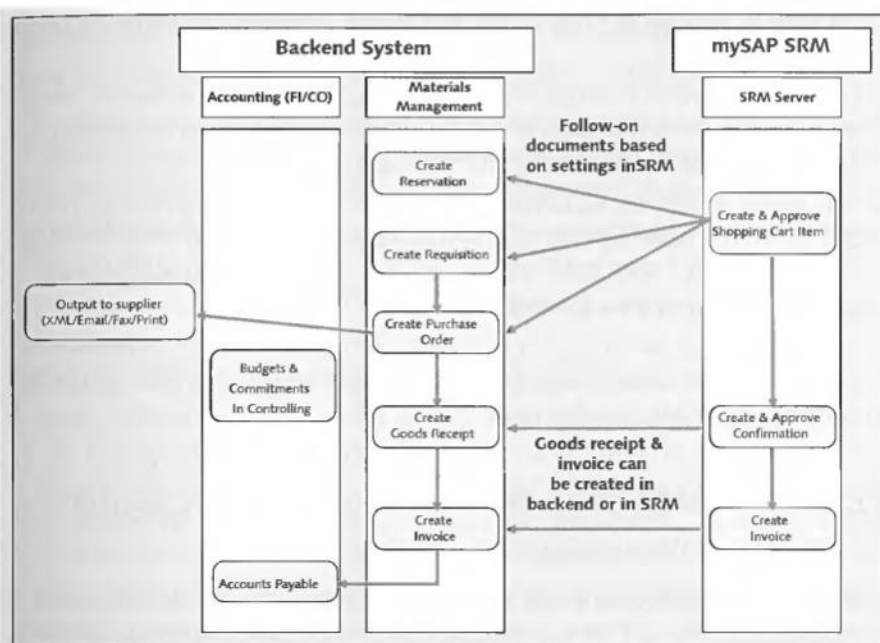 Backend System
mySAP SRM
Accounting (FI/CO)
Materials
Management
SRM Server
Follow-on
documents based
on settings inSRM
Create
Reservation
Create & Approve
Shopping Cart Item
Create Requisition
Output to supplier
(XML/Email/Fax/Print)
Create Purchase
Order
Budgets &
Commitments
In Controlling
Create
Goods Receipt
Create & Approve
Confirmation
Goods receipt &
invoice can
be created in
backend or in SRM
Create
Invoice
Create
Invoice
Accounts Payable